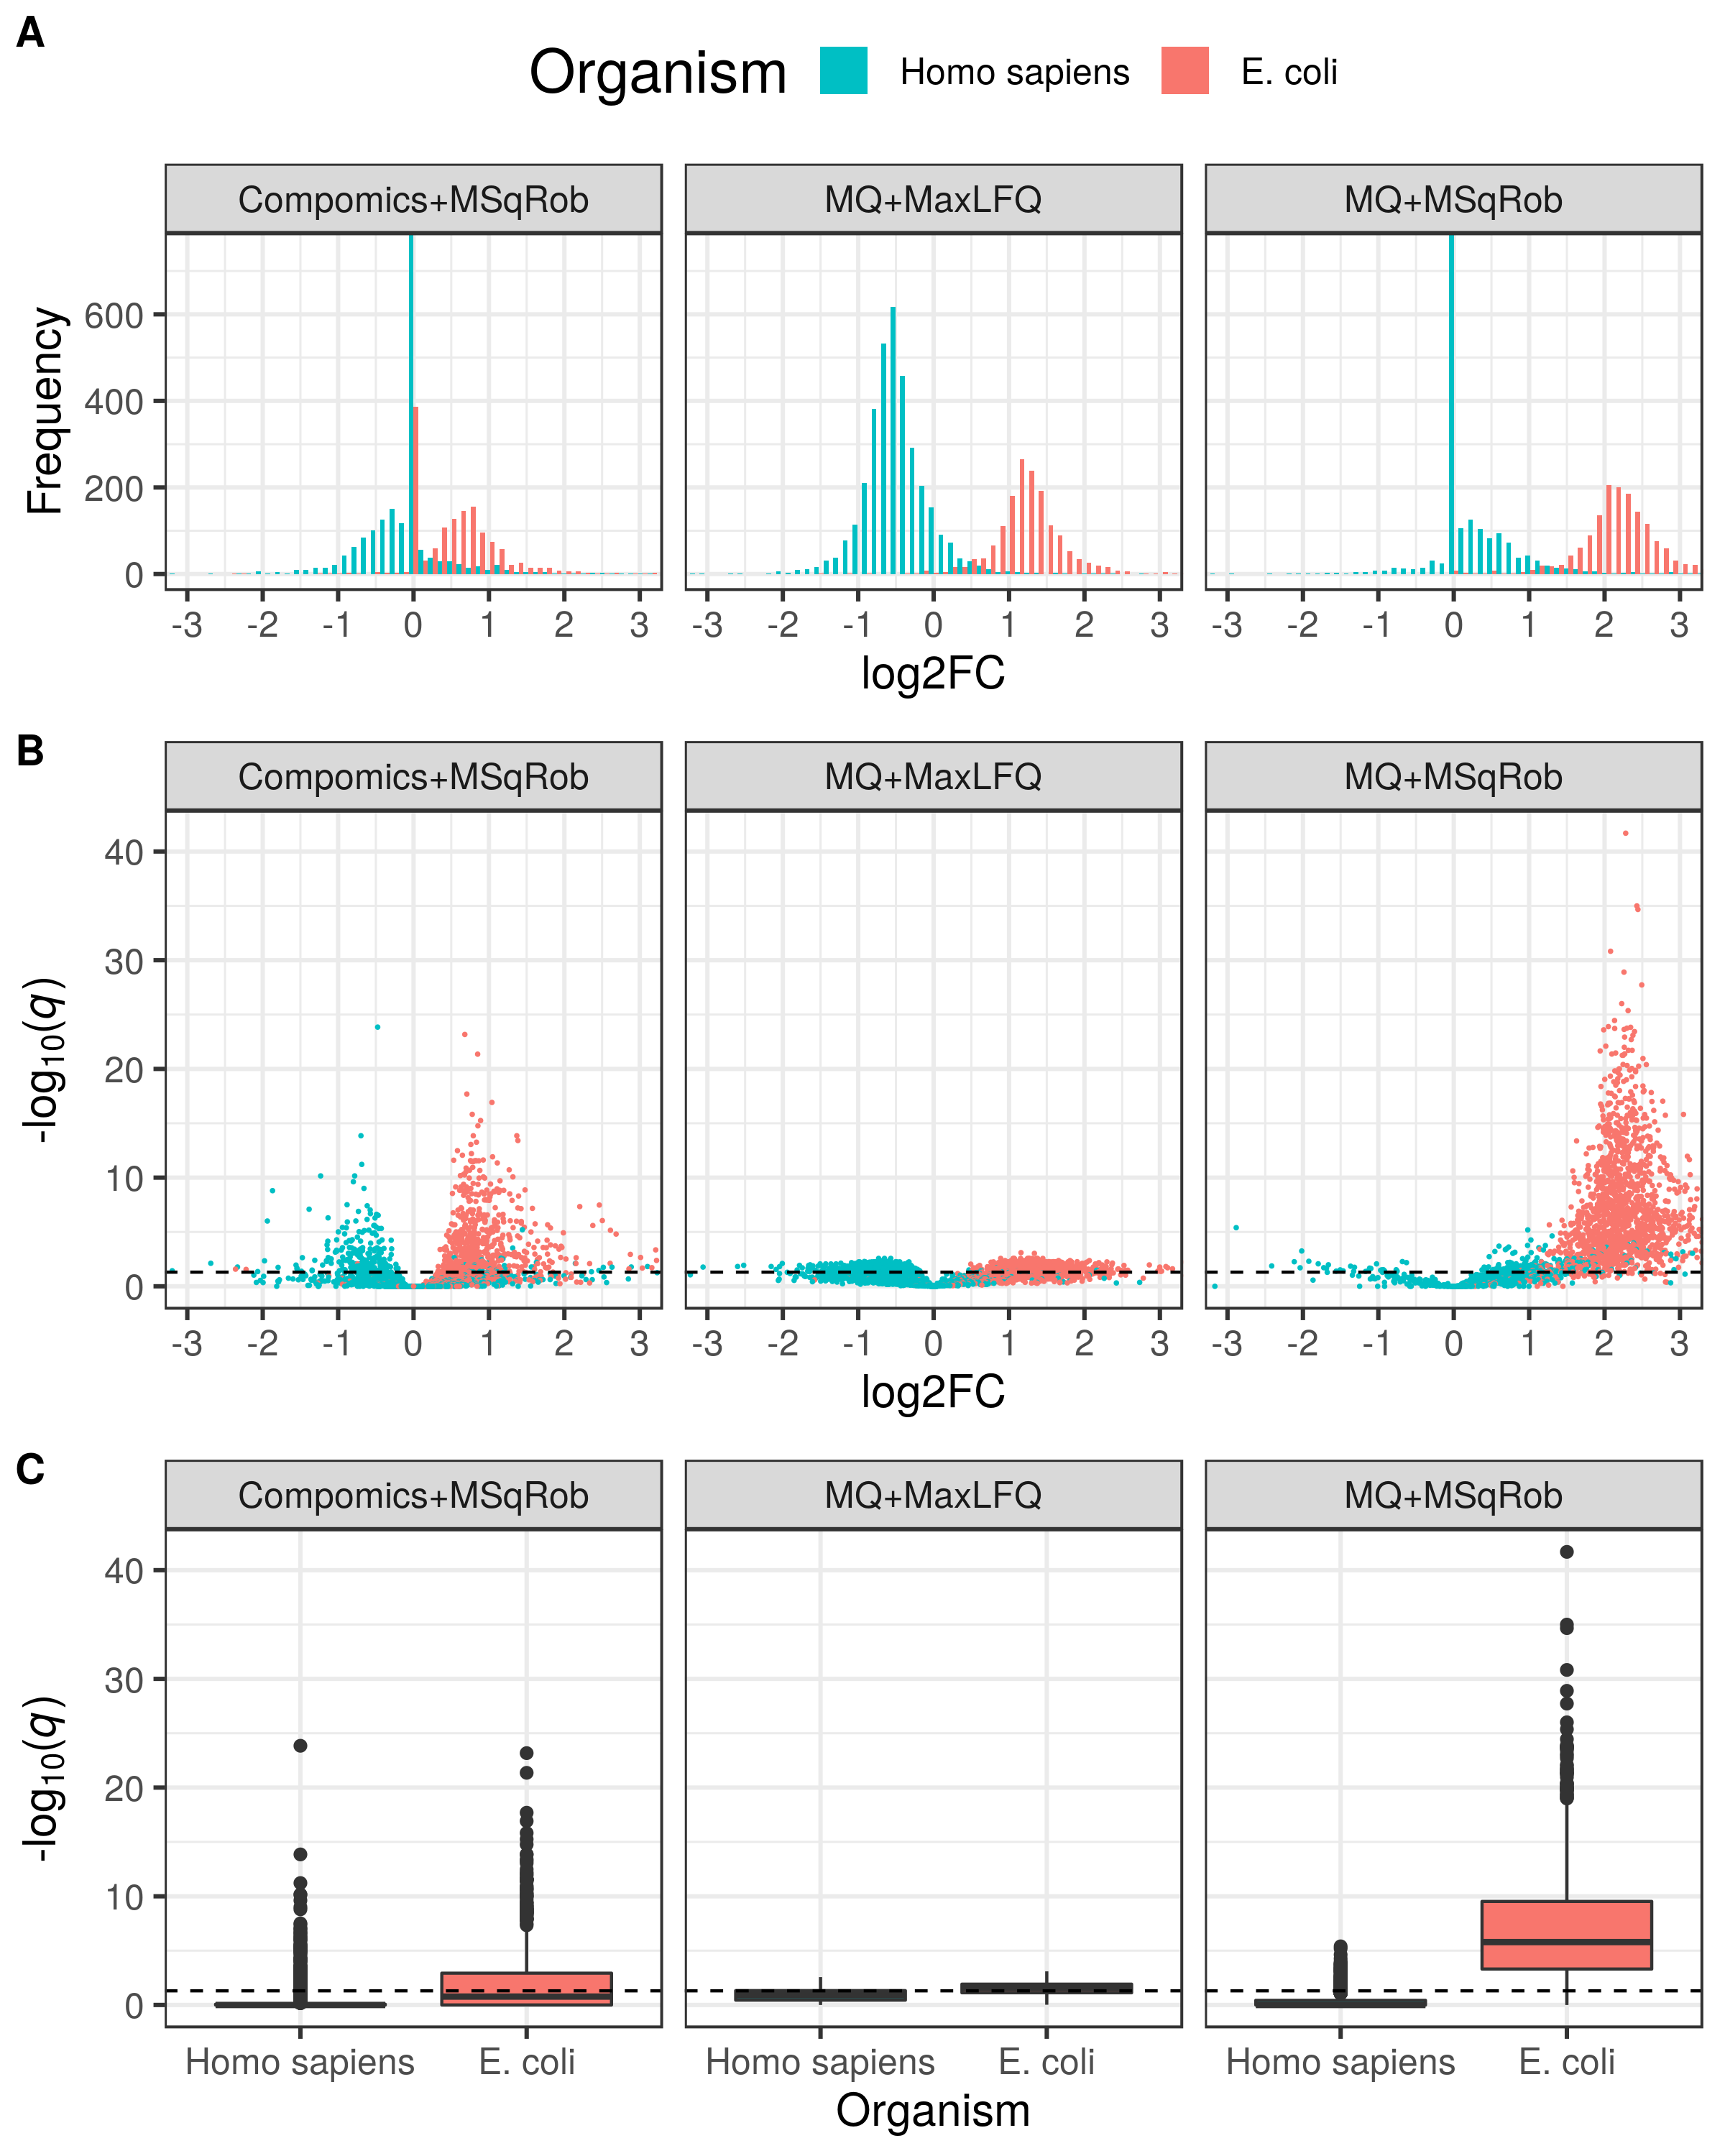 A
Organism Homo sapiens E. coli
Compomics+MSqRob MQ+MaxLFQ MQ+MSqRob
Frequency
600
400
200
0
-3 -2 -1 0 1 2 3 -3 -2 -1 0 1 2 3 -3 -2 -1 0 1 2 3
log2FC
B
Compomics+MSqRob MQ+MaxLFQ MQ+MSqRob
-log10(q)
40
30
20
10
0
-3 -2 -1 0 1 2 3 -3 -2 -1 0 1 2 3 -3 -2 -1 0 1 2 3
log2FC
C
Compomics+MSqRob MQ+MaxLFQ MQ+MSqRob
-log10(q)
40
30
20
10
0
Homo sapiens E. coli Homo sapiens E. coli Homo sapiens E. coli
Organism